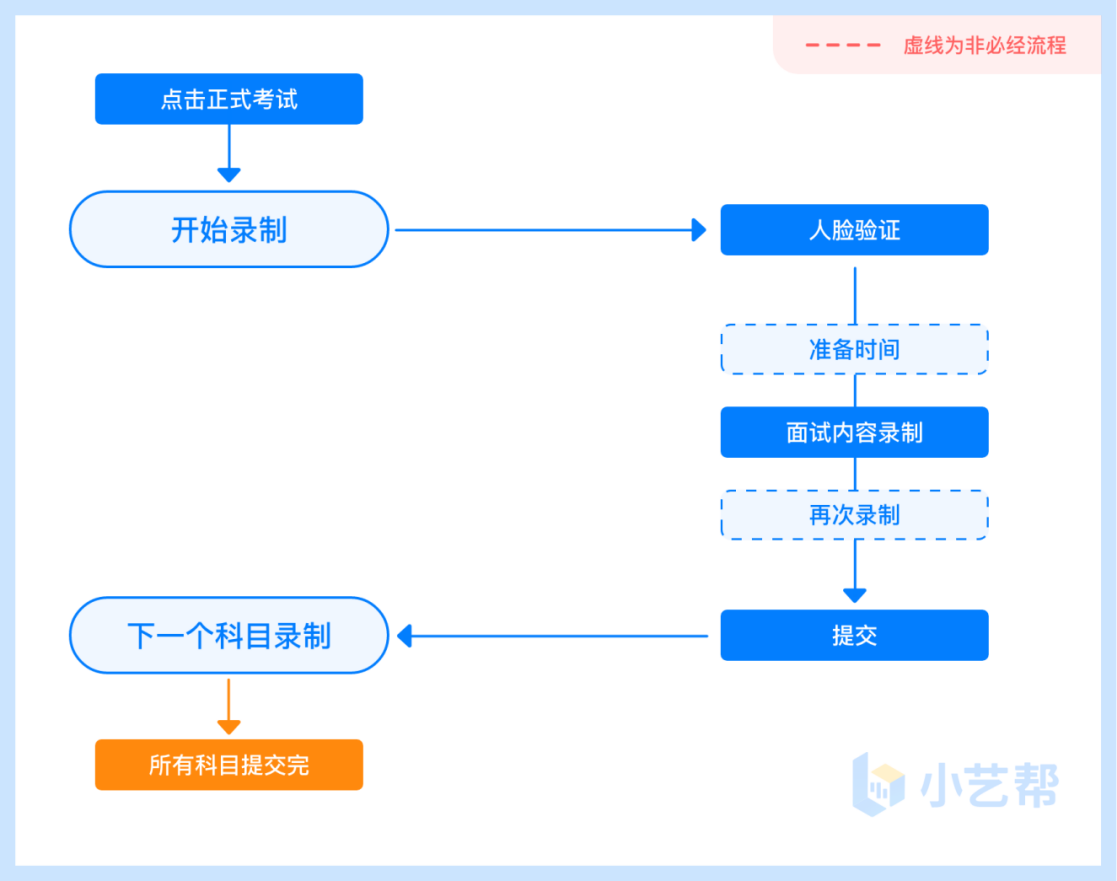 虚线为非必经流程
点击正式考试
开始录制
人脸验证
准备时间
面试内容录制
再次录制
提交
下一个科目录制
所有科目提交完
小艺帮